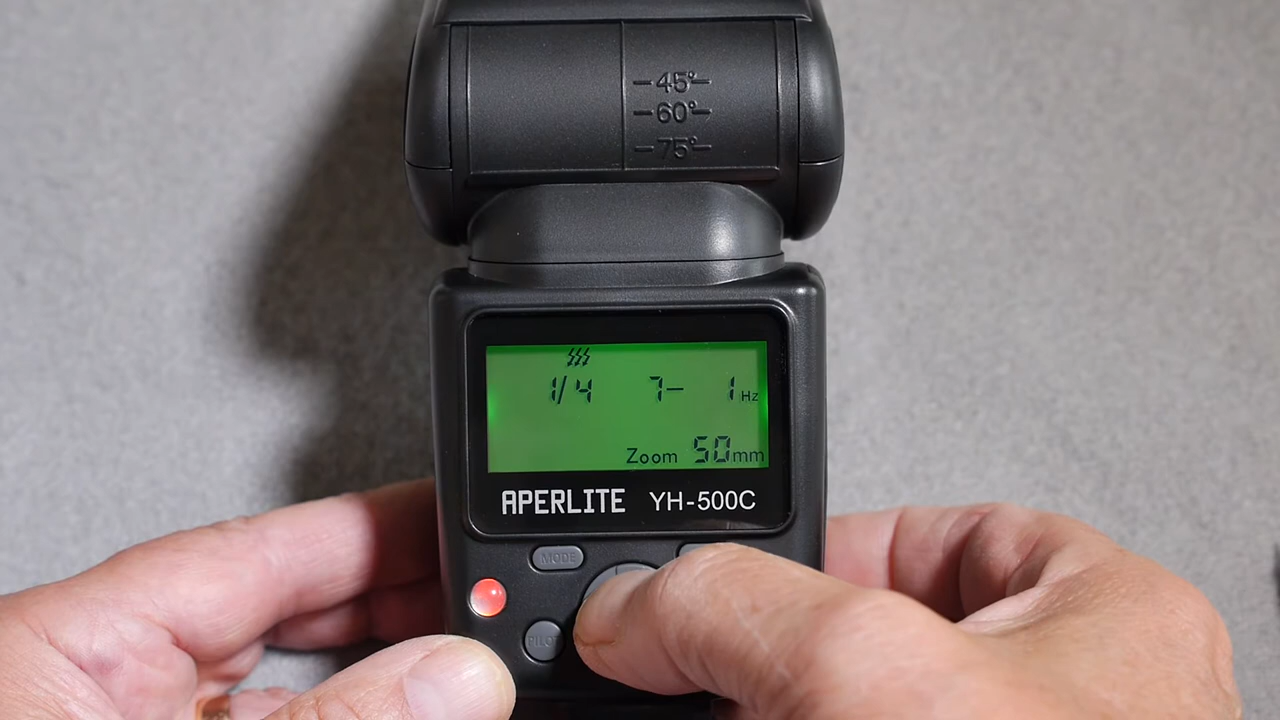 -45°-
-60°-
-75°-
1/4 7- 1Hz
Zoom 50mm
APERLITE YH-500C
MODE
PILOT